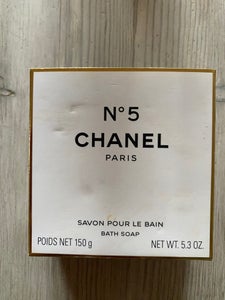 N°5
CHANEL
PARIS
SAVON POUR LE BAIN
BATH SOAP
POIDS NET 150 g NET WT. 5.3 OZ.